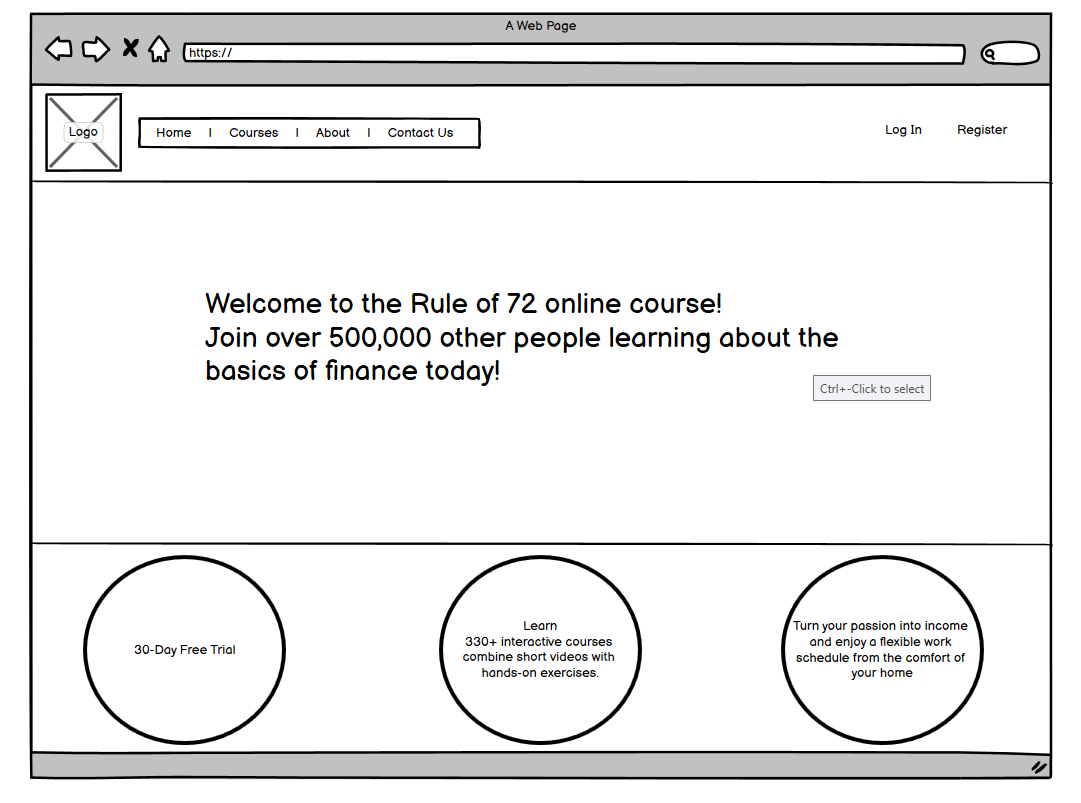 A Web Page
https://
Logo
Home | Courses | About | Contact Us
Log In Register
Welcome to the Rule of 72 online course!
Join over 500,000 other people learning about the
basics of finance today!
Ctrl+-Click to select
30-Day Free Trial
Learn
330+ interactive courses
combine short videos with
hands-on exercises.
Turn your passion into income
and enjoy a flexible work
schedule from the comfort of
your home